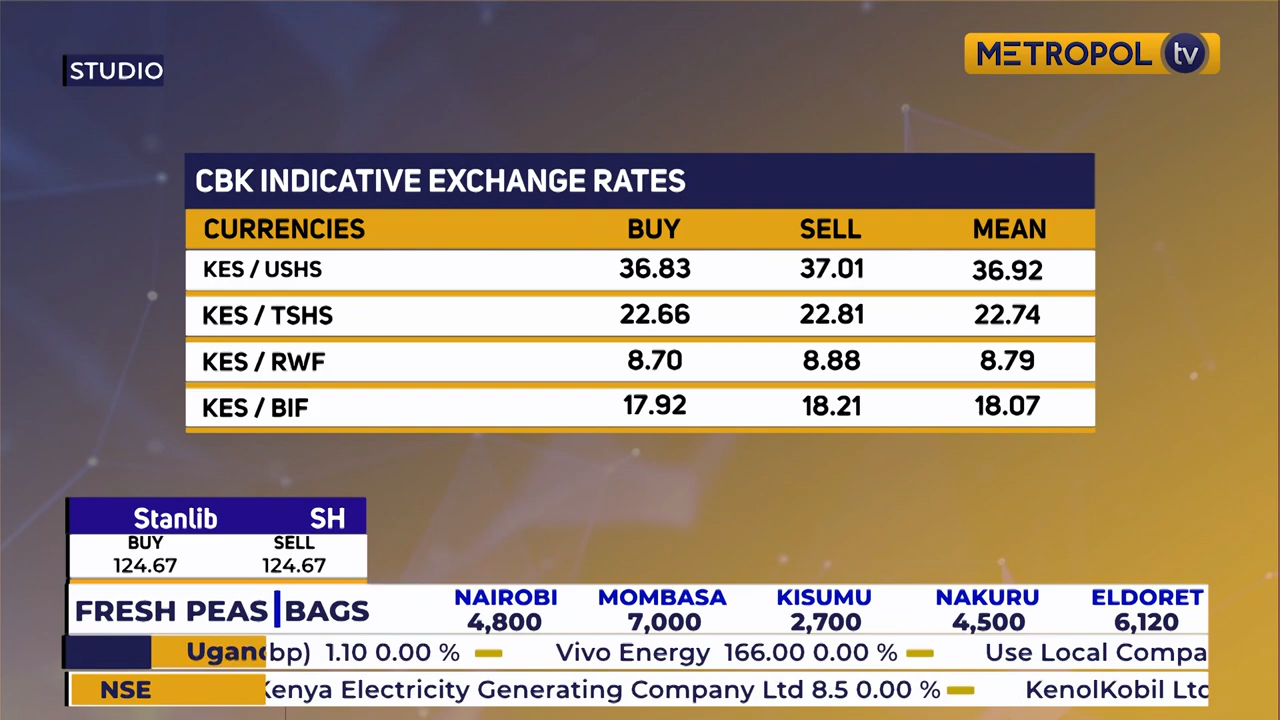 STUDIO
METROPOL tv
CBK INDICATIVE EXCHANGE RATES
CURRENCIES BUY SELL MEAN
KES / USHS 36.83 37.01 36.92
KES / TSHS 22.66 22.81 22.74
KES / RWF 8.70 8.88 8.79
KES / BIF 17.92 18.21 18.07
Stanlib SH
BUY SELL
124.67 124.67
FRESH PEAS BAGS
NAIROBI MOMBASA KISUMU NAKURU ELDORET
4,800 7,000 2,700 4,500 6,120
Ugand bp) 1.10 0.00 % Vivo Energy 166.00 0.00 % Use Local Compa
NSE Kenya Electricity Generating Company Ltd 8.5 0.00 % KenolKobil Ltd